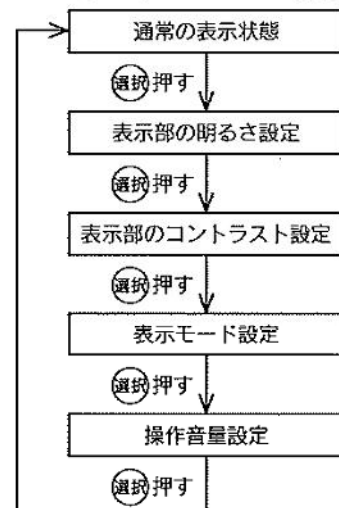 通常の表示状態
選択押す
表示部の明るさ設定
選択押す
表示部のコントラスト設定
選択押す
表示モード設定
選択押す
操作音量設定
選択押す